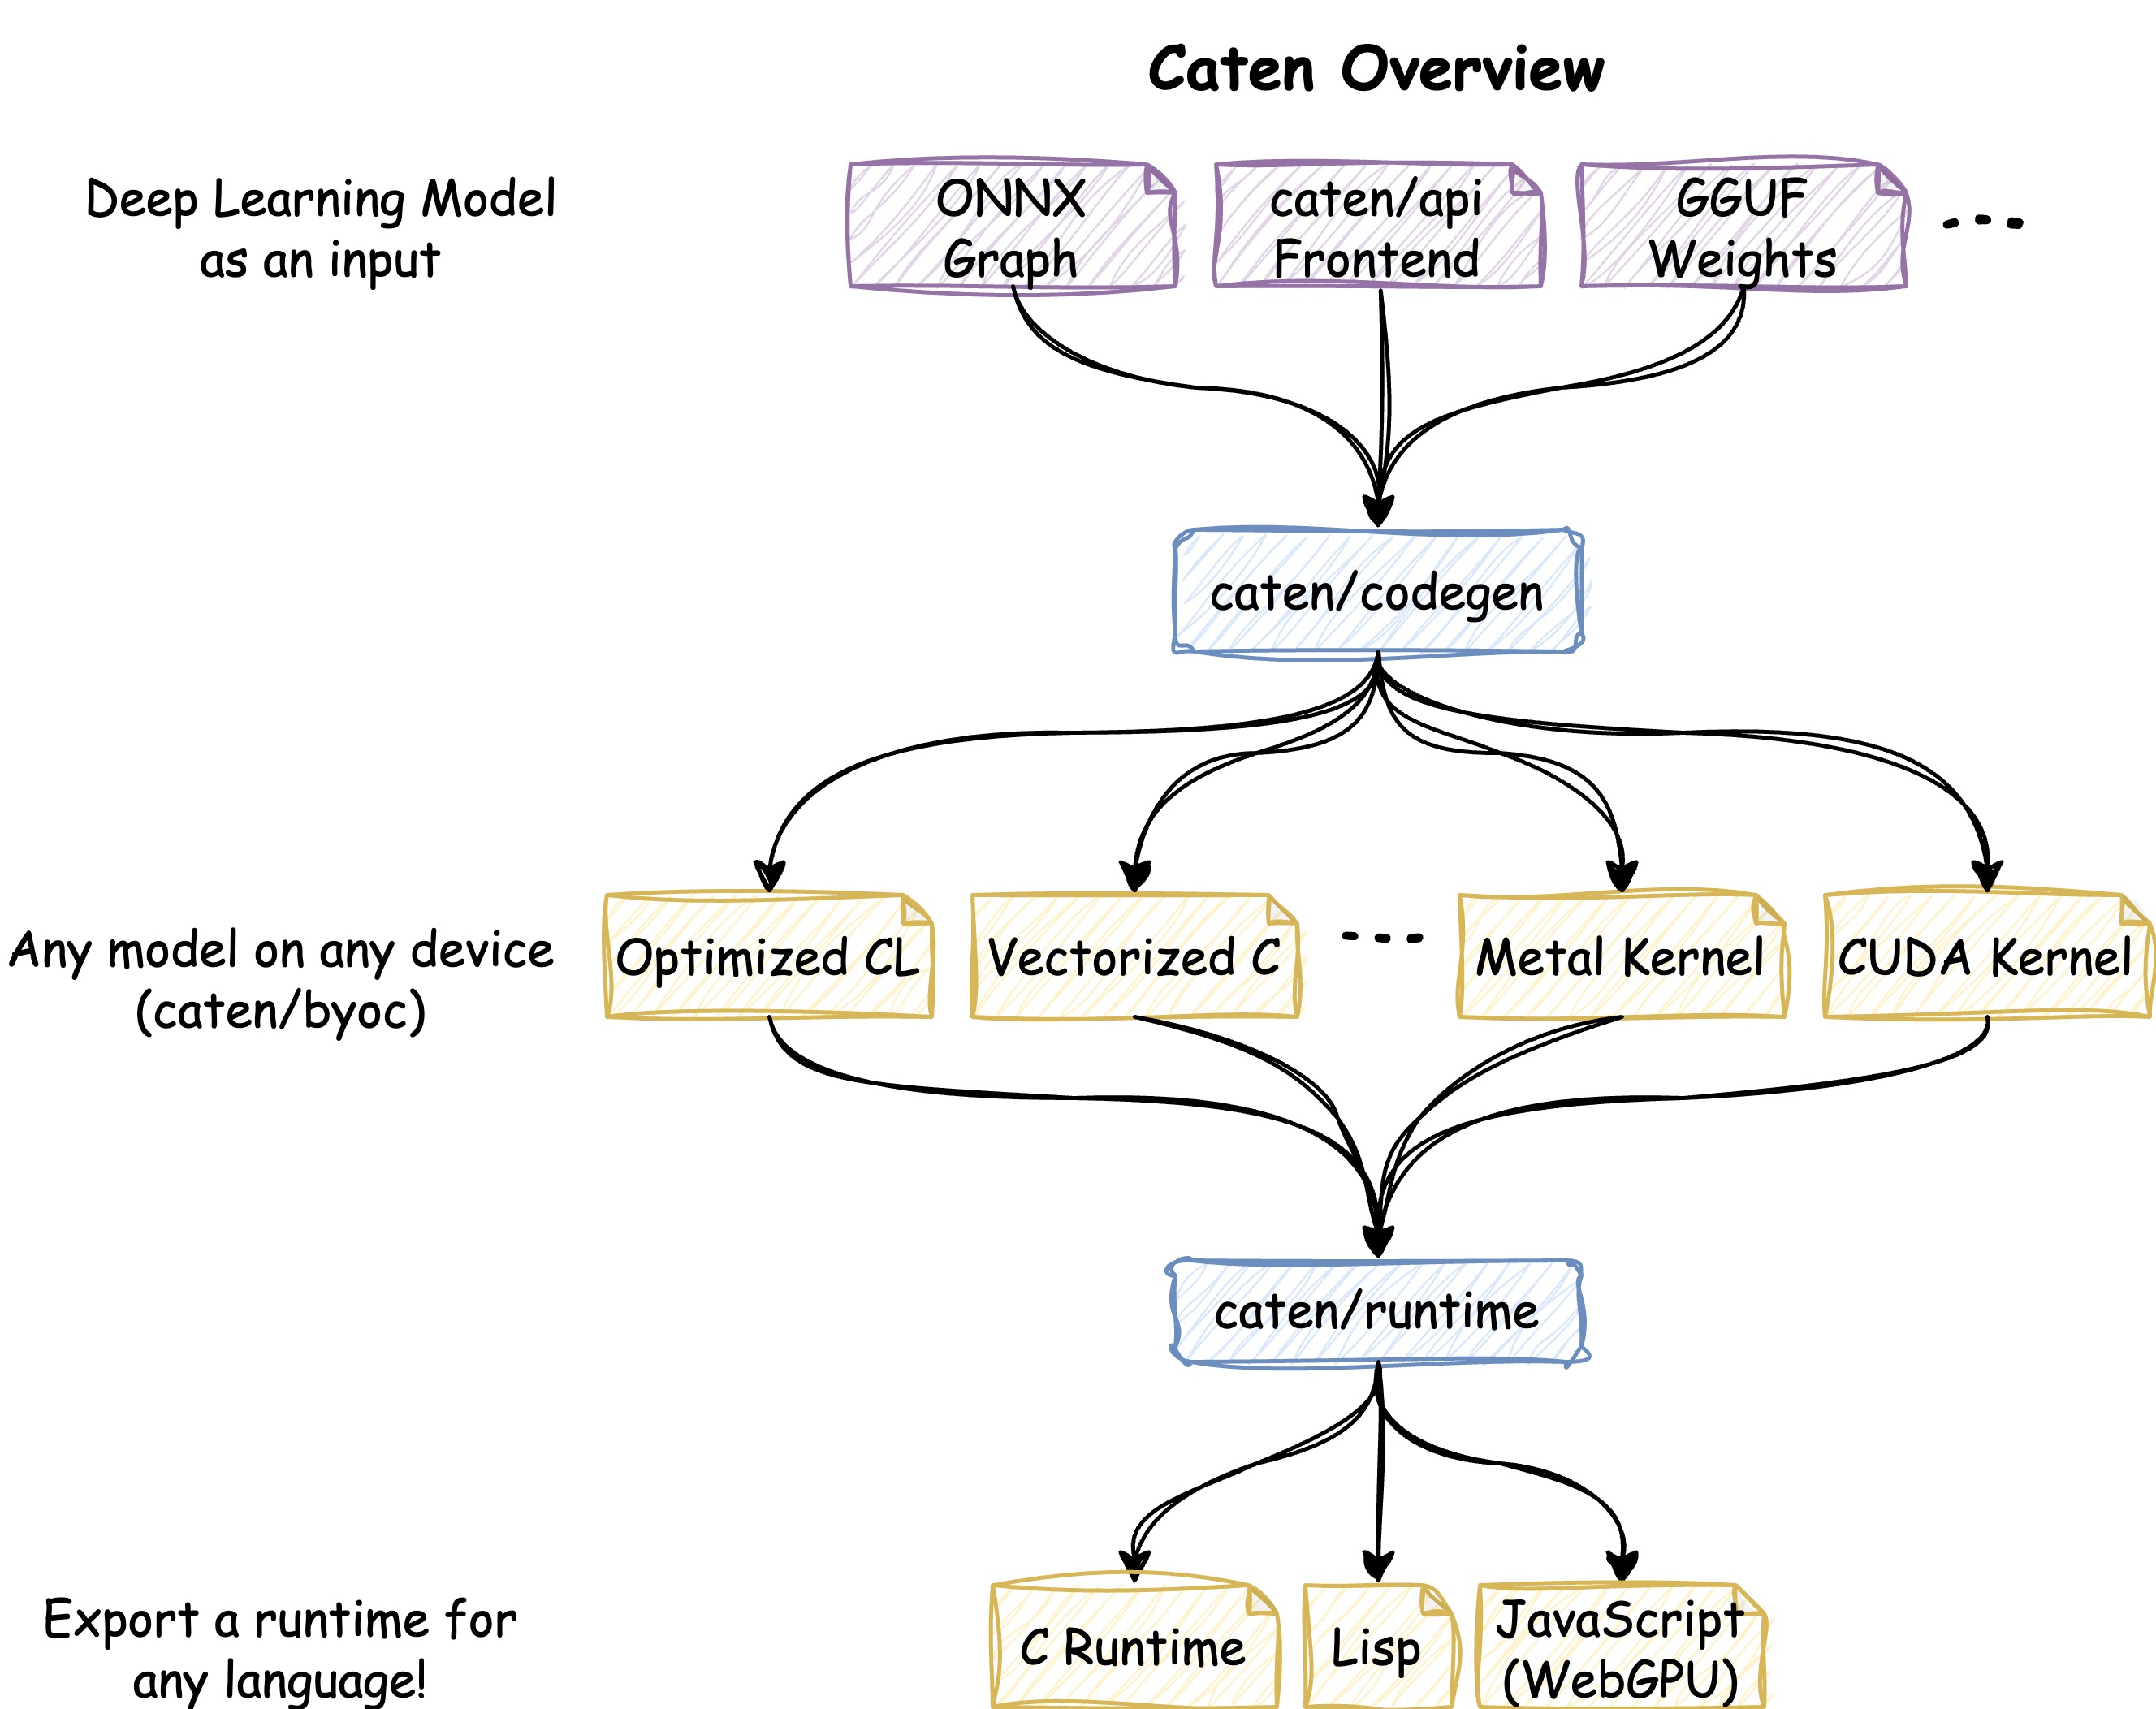 Caten Overview
Deep Learning Model
as an input
ONNX
Graph
caten/api
Frontend
GGUF
Weights
...
caten/codegen
Any model on any device
(caten/byoc)
Optimized CL
Vectorized C
...
Metal Kernel
CUDA Kernel
caten/runtime
Export a runtime for
any language!
C Runtime
Lisp
JavaScript
(WebGPU)